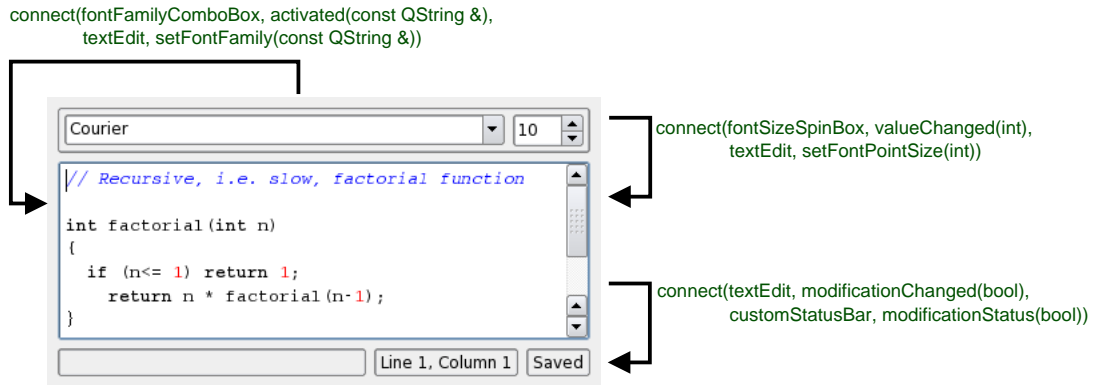 connect(fontFamilyComboBox, activated(const QString &),
textEdit, setFontFamily(const QString &))
Courier
10
connect(fontSizeSpinBox, valueChanged(int),
textEdit, setFontPointSize(int))
// Recursive, i.e. slow, factorial function
int factorial(int n)
{
if (n<= 1) return 1;
return n * factorial(n-1);
}
connect(textEdit, modificationChanged(bool),
customStatusBar, modificationStatus(bool))
Line 1, Column 1
Saved